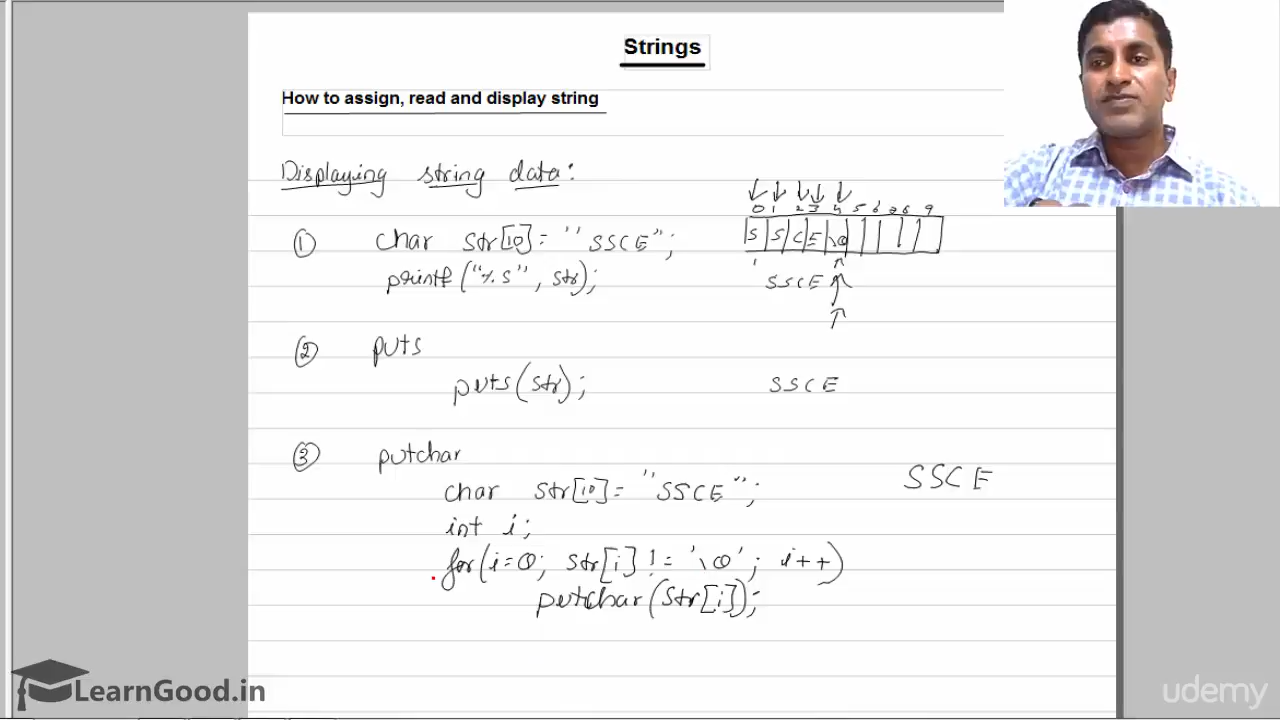 Strings
How to assign, read and display string
Displaying string data:
0 1 2 3 4 5 6 7 8 9
① char str[10] = "SSCE"; S S C E \0
printf("%s", str); SSCE
② puts
puts(str); SSCE
③ putchar
SSCE
char str[10] = "SSCE";
int i;
for(i=0; str[i] != '\0'; i++)
putchar(str[i]);
LearnGood.in
udemy